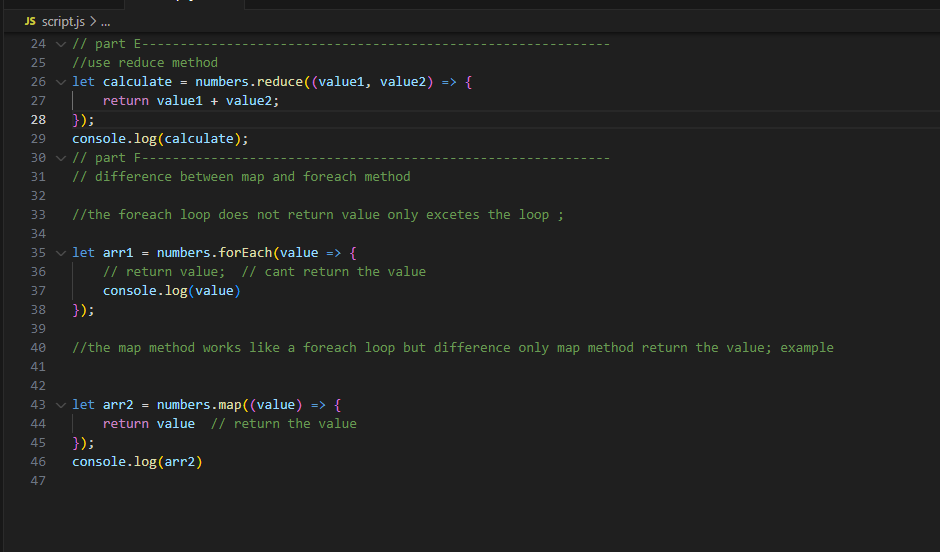 JS script.js > ...
24 // part E-------------------------------------------------------------
25 //use reduce method
26 let calculate = numbers.reduce((value1, value2) => {
27     return value1 + value2;
28 });
29 console.log(calculate);
30 // part F-------------------------------------------------------------
31 // difference between map and foreach method
32
33 //the foreach loop does not return value only excetes the loop ;
34
35 let arr1 = numbers.forEach(value => {
36     // return value;  // cant return the value
37     console.log(value)
38 });
39
40 //the map method works like a foreach loop but difference only map method return the value; example
41
42
43 let arr2 = numbers.map((value) => {
44     return value  // return the value
45 });
46 console.log(arr2)
47